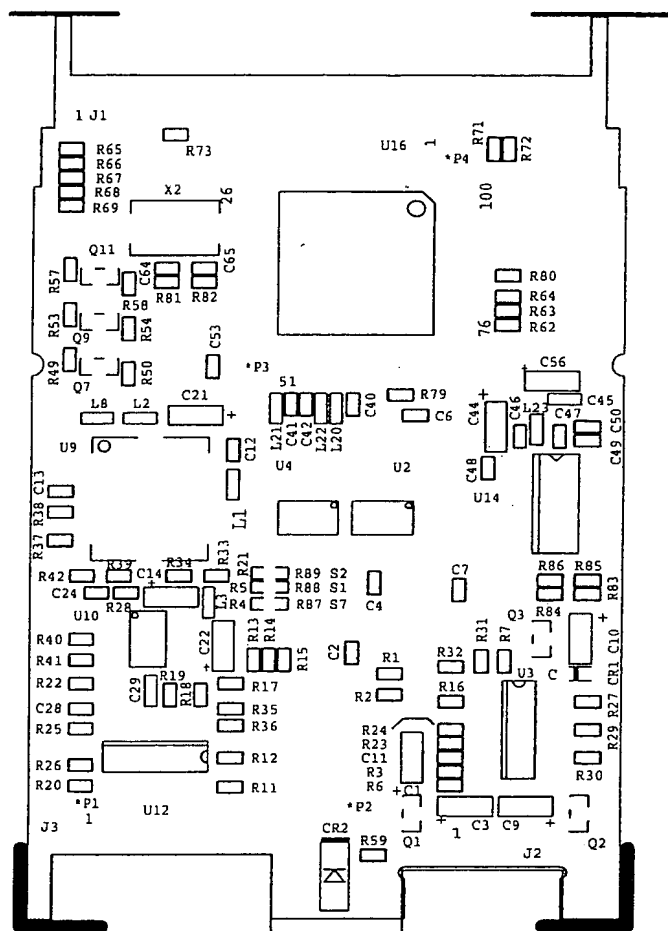 1 J1
R65
R66
R67
R68
R69
R73
X2
26
U16
1
*P4
R71
R72
100
Q11
R57
R58
C64
C65
R81
R82
R53
Q9
R54
R49
Q7
R50
C53
*P3
R80
R64
R63
R62
76
C56
C45
L8
L2
C21
+
51
L21
C41
C42
L22
L20
C40
R79
C6
+
C44
C46
L23
C47
C50
C49
U9
C12
L1
U4
U2
C48
U14
C13
R38
R37
R42
R39
C14
R34
R33
C24
R28
L3
U10
+
R21
R5
R4
R89 S2
R88 S1
R87 S7
C4
C7
R86
R85
R83
R84
Q3
+
C10
CR1
C
R40
R41
R22
C28
R25
R26
R20
C29
R19
R18
C22
+
R13
R14
R15
R17
R35
R36
R12
R11
C2
R1
R2
R32
R31
R7
R16
U3
R27
R29
R30
R24
R23
C11
R3
R6
+
C1
*P1
1
U12
J3
*P2
CR2
R59
Q1
+
1
C3
C9
+
J2
Q2